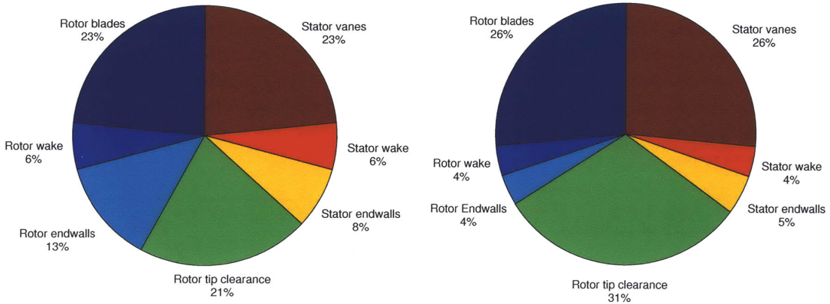 Rotor blades
23%
Stator vanes
23%
Rotor wake
6%
Stator wake
6%
Stator endwalls
8%
Rotor endwalls
13%
Rotor tip clearance
21%
Rotor blades
26%
Stator vanes
26%
Rotor wake
4%
Stator wake
4%
Rotor Endwalls
4%
Stator endwalls
5%
Rotor tip clearance
31%